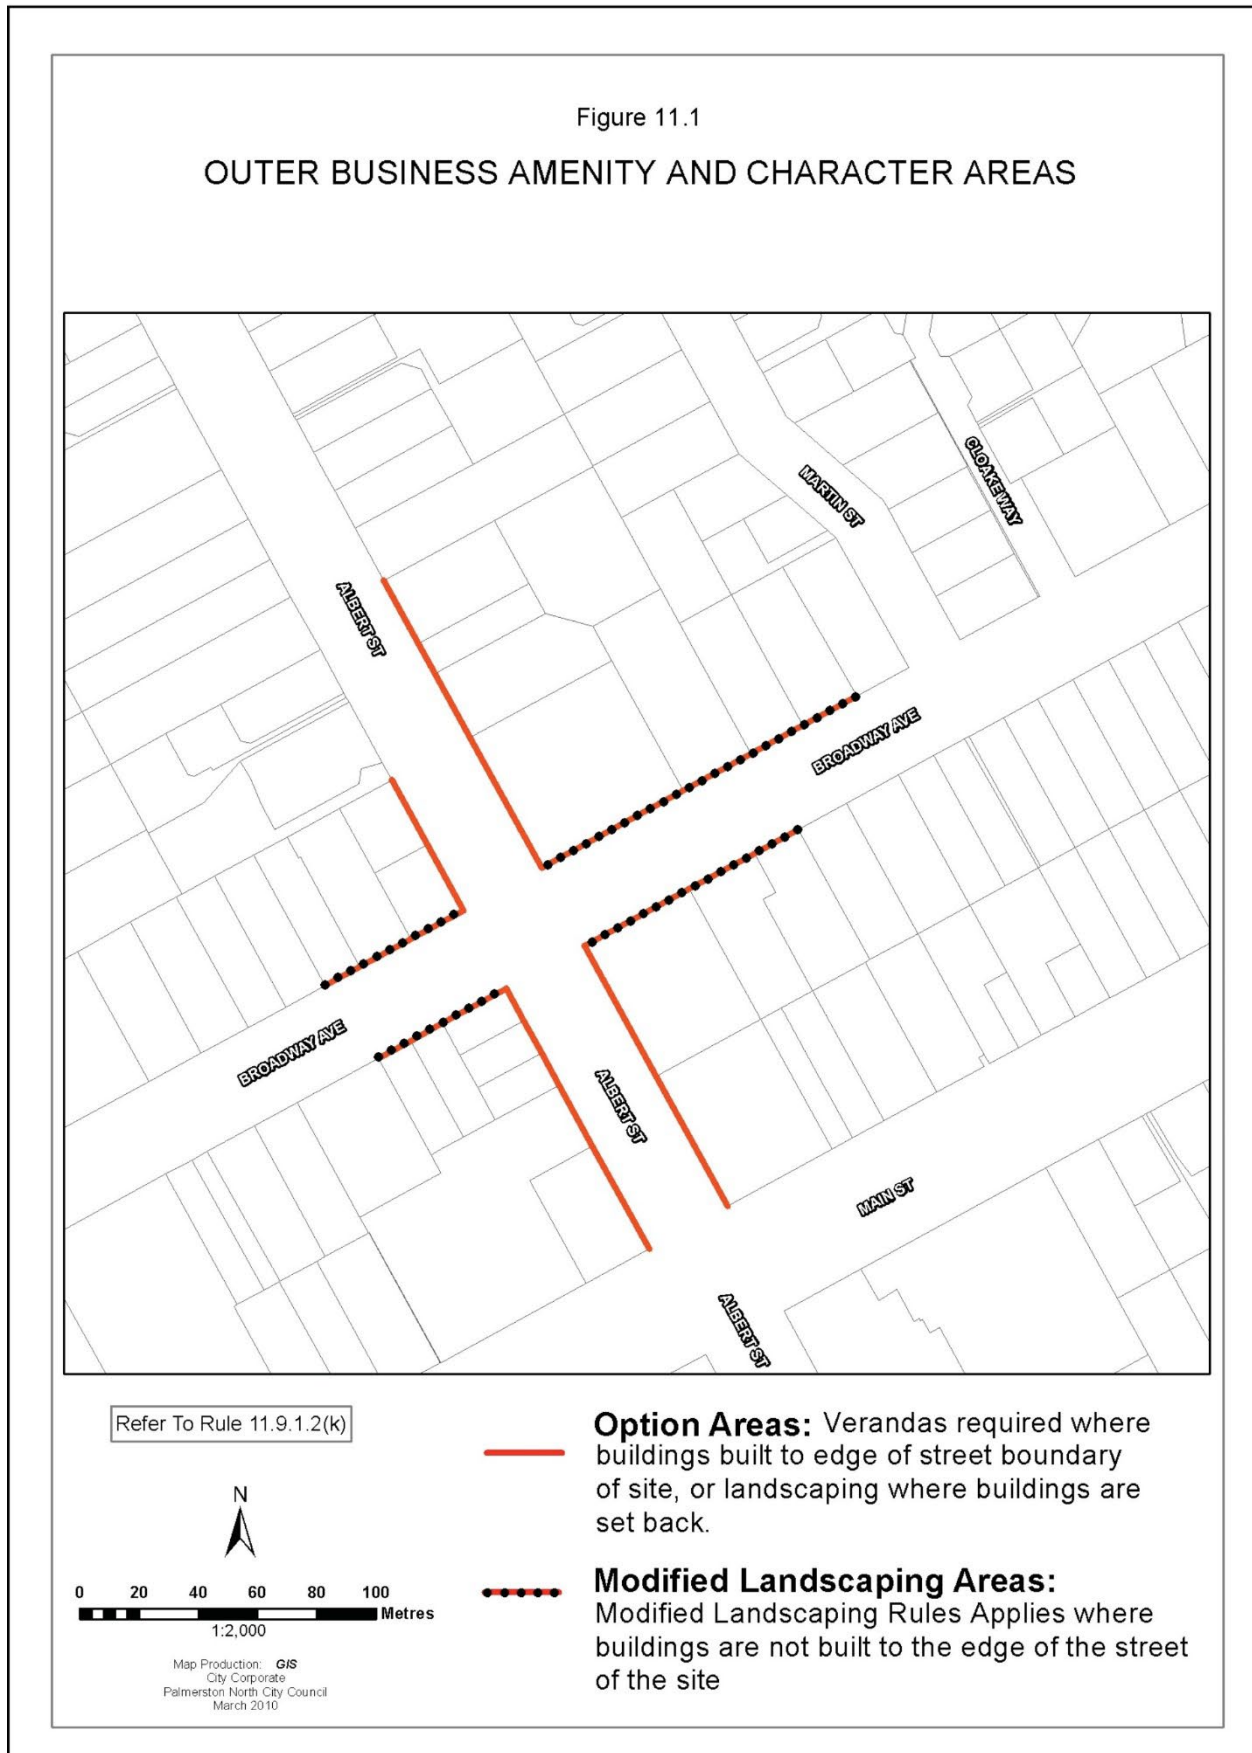 Figure 11.1
OUTER BUSINESS AMENITY AND CHARACTER AREAS
CLOAKE WAY
MARTIN ST
ALBERT ST
BROADWAY AVE
BROADWAY AVE
ALBERT ST
MAIN ST
ALBERT ST
Refer To Rule 11.9.1.2(k)
N
0 20 40 60 80 100
Metres
1:2,000
Map Production: GIS
City Corporate
Palmerston North City Council
March 2010
Option Areas: Verandas required where
buildings built to edge of street boundary
of site, or landscaping where buildings are
set back.
Modified Landscaping Areas:
Modified Landscaping Rules Applies where
buildings are not built to the edge of the street
of the site